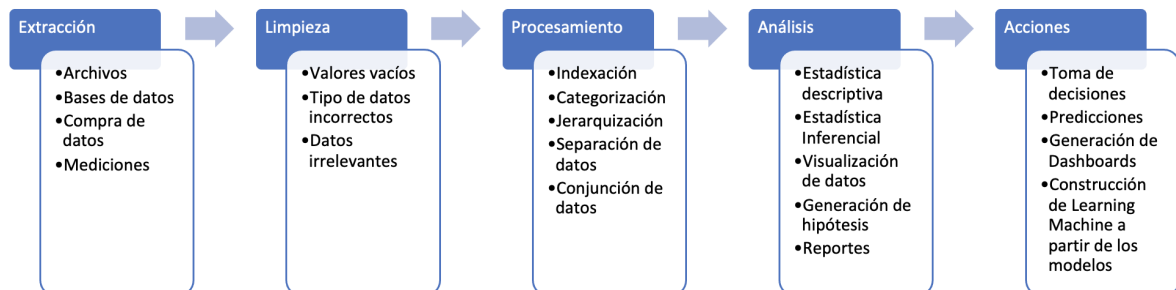 Extracción
•Archivos
•Bases de datos
•Compra de
datos
•Mediciones
Limpieza
•Valores vacíos
•Tipo de datos
incorrectos
•Datos
irrelevantes
Procesamiento
•Indexación
•Categorización
•Jerarquización
•Separación de
datos
•Conjunción de
datos
Análisis
•Estadística
descriptiva
•Estadística
Inferencial
•Visualización
de datos
•Generación de
hipótesis
•Reportes
Acciones
•Toma de
decisiones
•Predicciones
•Generación de
Dashboards
•Construcción
de Learning
Machine a
partir de los
modelos